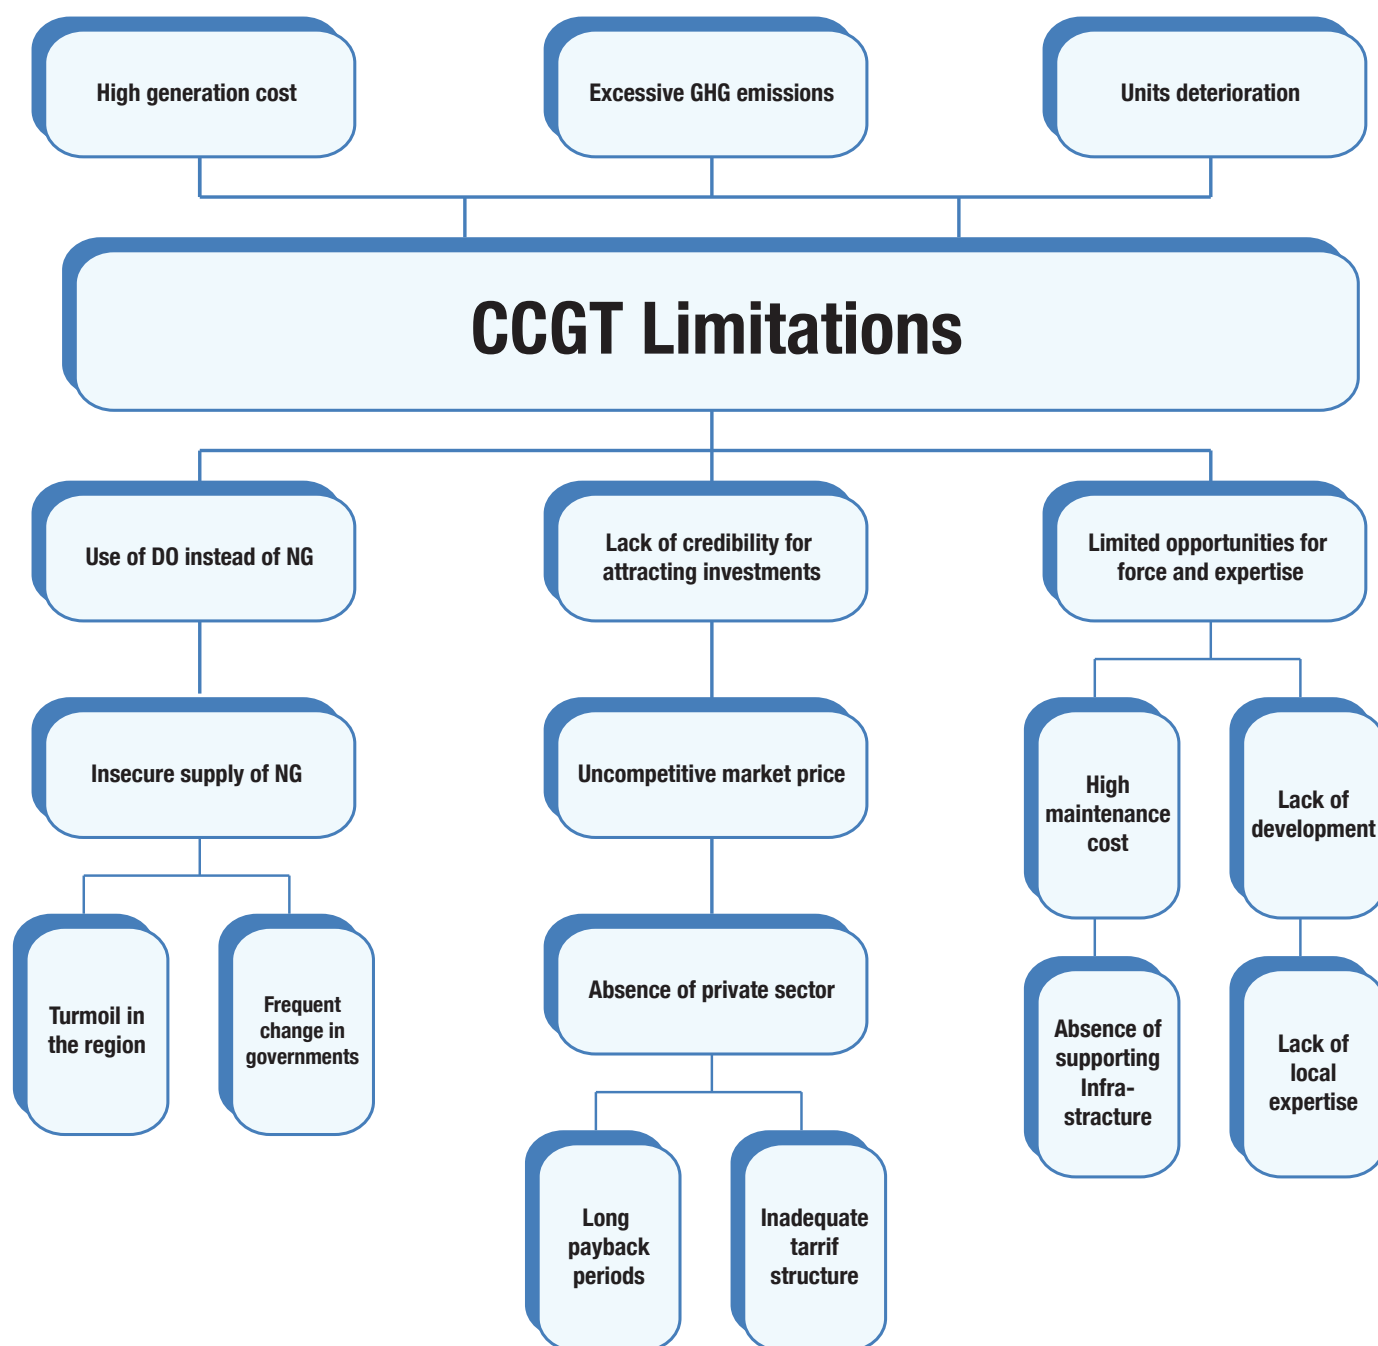 High generation cost
Excessive GHG emissions
Units deterioration
CCGT Limitations
Use of DO instead of NG
Lack of credibility for
attracting investments
Limited opportunities for
force and expertise
Insecure supply of NG
Uncompetitive market price
High
maintenance
cost
Lack of
development
Turmoil in
the region
Frequent
change in
governments
Absence of private sector
Absence of
supporting
Infra-
stracture
Lack of
local
expertise
Long
payback
periods
Inadequate
tarrif
structure